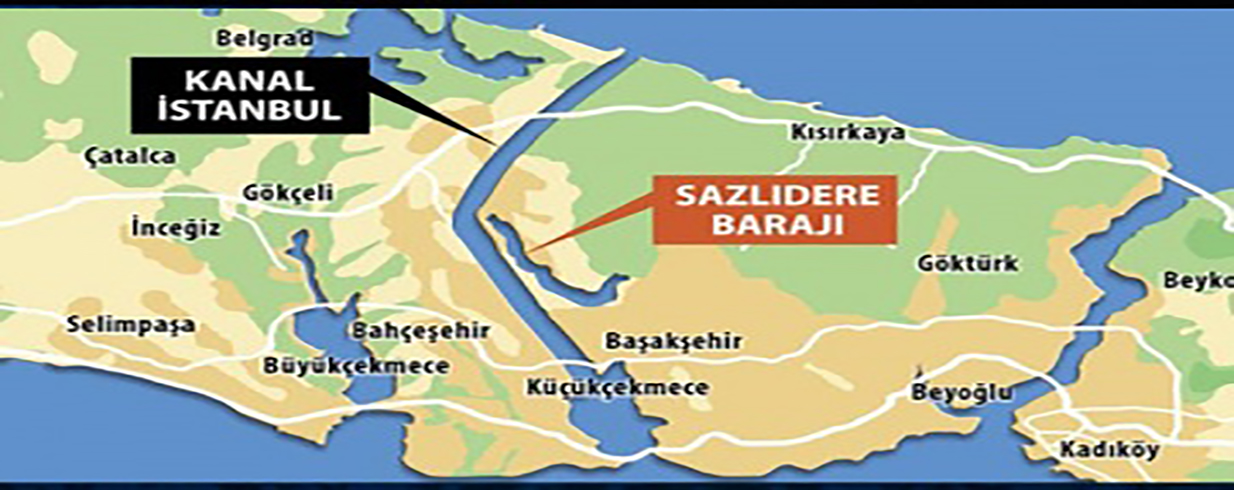 Belgrad
KANAL
İSTANBUL
Kısırkaya
Çatalca
Gökçeli
SAZLIDERE
BARAJI
İnceğiz
Göktürk
Beyko
Selimpaşa
Bahçeşehir
Başakşehir
Büyükçekmece
Küçükçekmece
Beyoğlu
Kadıköy